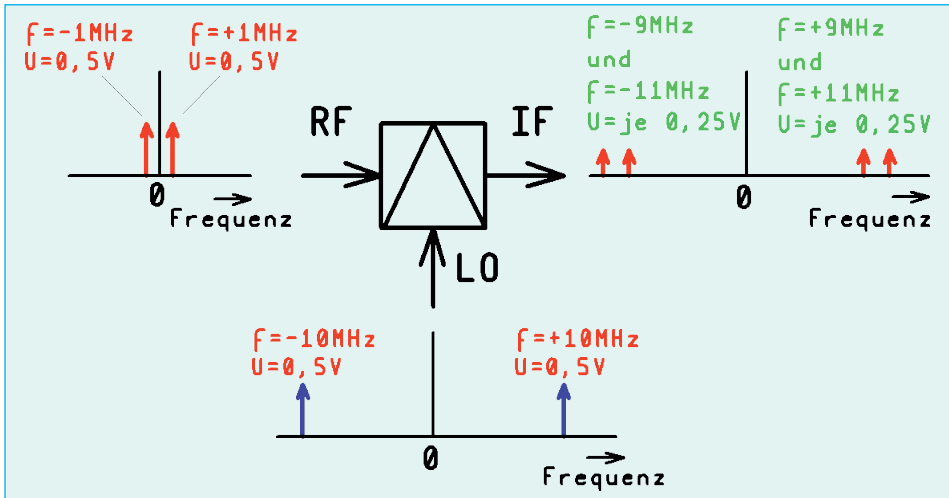 f=-1MHz
U=0,5V
f=+1MHz
U=0,5V
0
Frequenz
RF
IF
LO
f=-9MHz
und
f=-11MHz
U=je 0,25V
f=+9MHz
und
f=+11MHz
U=je 0,25V
0
Frequenz
f=-10MHz
U=0,5V
f=+10MHz
U=0,5V
0
Frequenz